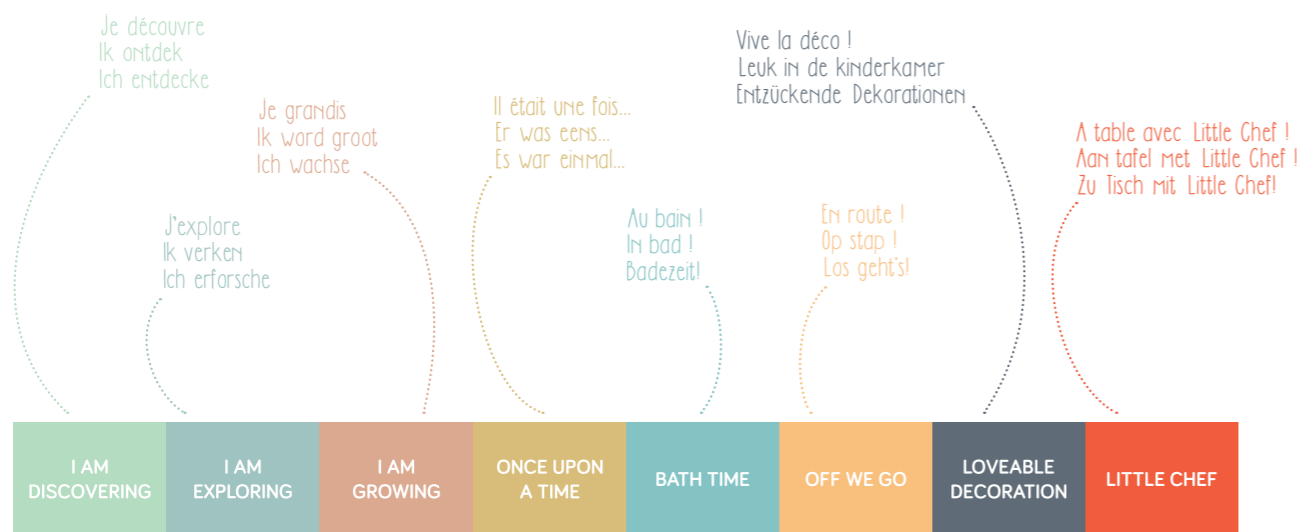 Je découvre
Ik ontdek
Ich entdecke
J'explore
Ik verken
Ich erforsche
Je grandis
Ik word groot
Ich wachse
Il était une fois...
Er was eens...
Es war einmal...
Au bain !
In bad !
Badezeit!
En route !
Op stap !
Los geht's!
Vive la déco !
Leuk in de kinderkamer
Entzückende Dekorationen
A table avec Little Chef !
Aan tafel met Little Chef !
Zu Tisch mit Little Chef!
I AM
DISCOVERING
I AM
EXPLORING
I AM
GROWING
ONCE UPON
A TIME
BATH TIME
OFF WE GO
LOVEABLE
DECORATION
LITTLE CHEF